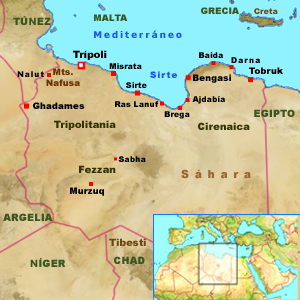 MALTA
GRECIA
TÚNEZ
Creta
Mediterráneo
Trípoli
Baida
Darna
Misrata
Nalut
Mts.
Nafusa
Sirte
Bengasi
Tobruk
Sirte
Ghadames
Ras Lanuf
Ajdabia
Brega
EGIPTO
Tripolitania
Cirenaica
Sabha
Fezzan
Sáhara
Murzuq
ARGELIA
Tibesti
NÍGER
CHAD